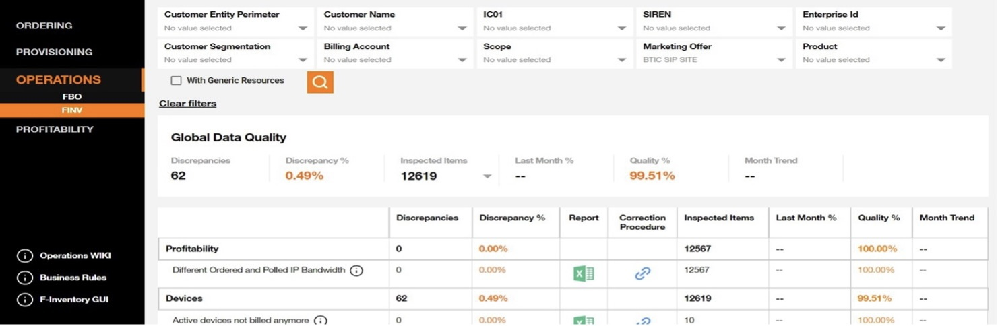 ORDERING
PROVISIONING
OPERATIONS
FBO
FINV
PROFITABILITY
Operations WIKI
Business Rules
F-Inventory GUI
Customer Entity Perimeter Customer Name IC01 SIREN Enterprise Id
No value selected No value selected No value selected No value selected No value selected
Customer Segmentation Billing Account Scope Marketing Offer Product
No value selected No value selected No value selected BTIC SIP SITE No value selected
With Generic Resources
Clear filters
Global Data Quality
Discrepancies Discrepancy % Inspected Items Last Month % Quality % Month Trend
62 0.49% 12619 -- 99.51% --
Discrepancies Discrepancy % Report Correction Procedure Inspected Items Last Month % Quality % Month Trend
Profitability 0 0.00% 12567 -- 100.00% --
Different Ordered and Polled IP Bandwidth 0 0.00% 12567 -- 100.00% --
Devices 62 0.49% 12619 -- 99.51% --
Active devices not billed anymore 0 0.00% 10 -- 100.00% --